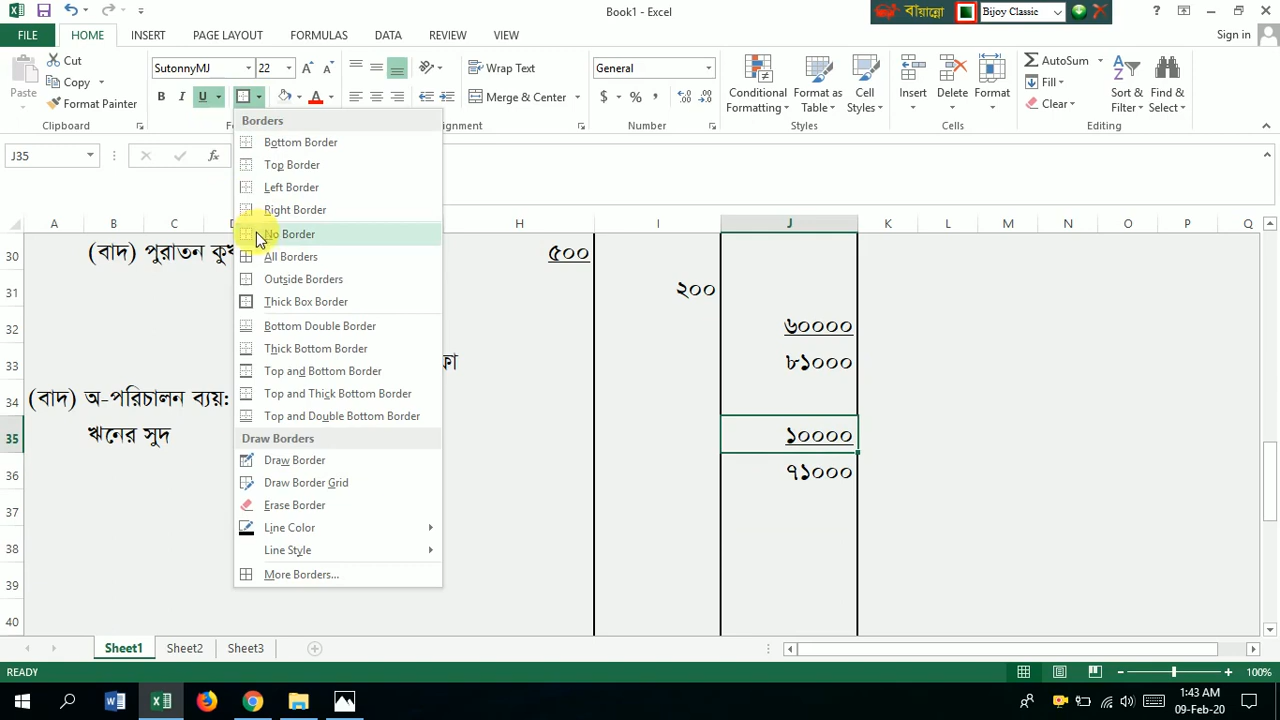 Book1 - Excel
বায়ান্নো
Bijoy Classic
?
FILE HOME INSERT PAGE LAYOUT FORMULAS DATA REVIEW VIEW Sign in
Paste
Cut
Copy
Format Painter
Clipboard
SutonnyMJ 22
B I U
Wrap Text
Merge & Center
General
$ % ,
Number
Conditional Formatting
Format as Table
Cell Styles
Styles
Insert
Delete
Format
Cells
AutoSum
Fill
Clear
Sort & Filter
Find & Select
Editing
J35
fx
Borders
Bottom Border
Top Border
Left Border
Right Border
No Border
All Borders
Outside Borders
Thick Box Border
Bottom Double Border
Thick Bottom Border
Top and Bottom Border
Top and Thick Bottom Border
Top and Double Bottom Border
Draw Borders
Draw Border
Draw Border Grid
Erase Border
Line Color
Line Style
More Borders...
A B C H I J K L M N O P Q
30 (বাদ) পুরাতন ৫০০
31 ২০০
32 ৬০০০০
33 ৮১০০০
34 (বাদ) অ-পরিচালন ব্যয়:
35 ঋনের সুদ ১০০০০
36 ৭১০০০
37
38
39
40
Sheet1 Sheet2 Sheet3
READY 100%
1:43 AM
09-Feb-20